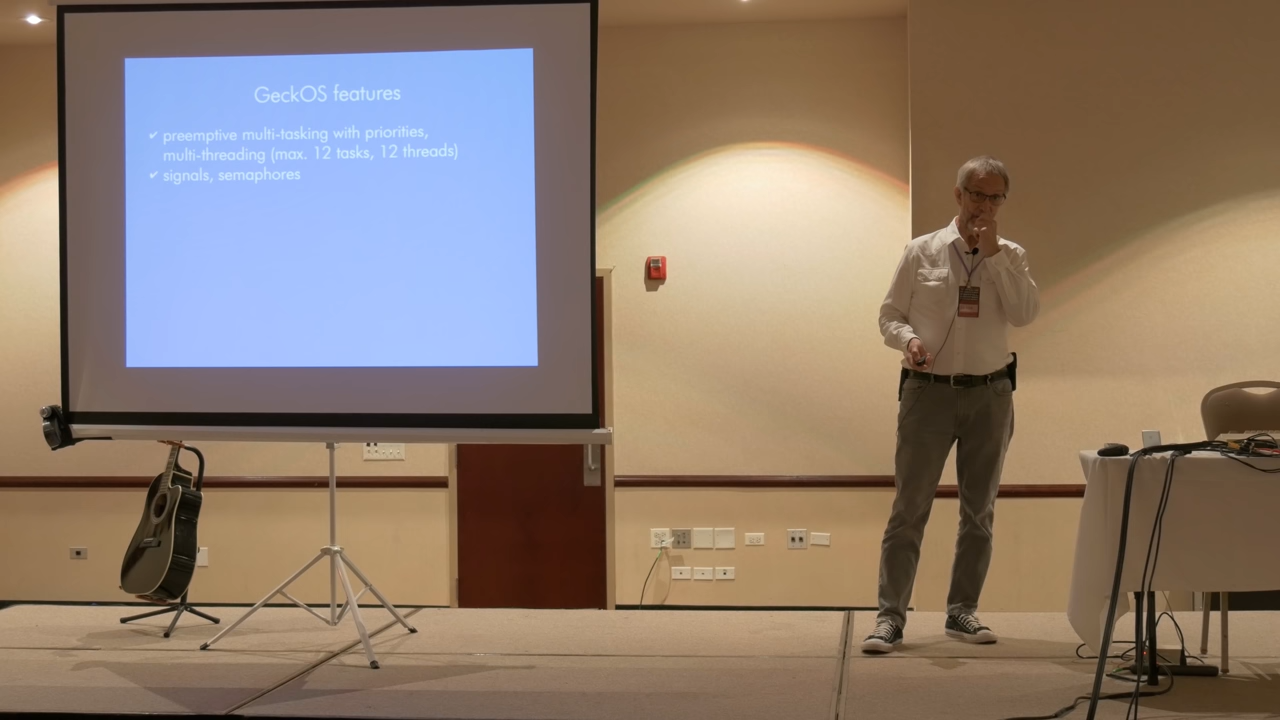 GeckOS features
✓ preemptive multi-tasking with priorities,
multi-threading (max. 12 tasks, 12 threads)
✓ signals, semaphores